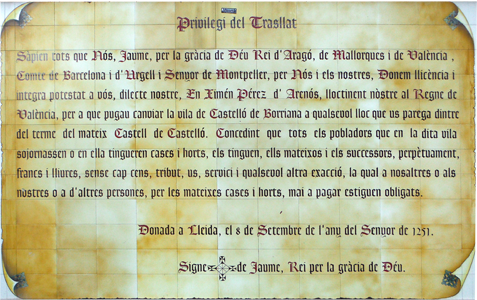 Privilegi del Trasllat
Sàpien tots que Nós, Jaume, per la gràcia de Déu Rei d'Aragó, de Mallorques i de València,
Comte de Barcelona i d'Urgell i Senyor de Montpeller, per Nós i els nostres, Donem llicència i
integra potestat a vós, dilecte nostre, En Ximén Pérez d'Arenós, lloctinent nòstre al Regne de
València, per a que pugau canviar la vila de Castelló de Borriana a qualsevol lloc que us parega dintre
del terme del mateix Castell de Castelló. Concedint que tots els pobladors que en la dita vila
sojornassen o en ella tingueren cases i horts, els tinguen, ells mateixos i els successors, perpètuament,
francs i lliures, sense cap cens, tribut, us, servici i qualsevol altra exacció, la qual a nosaltres o als
nòstres o a d'altres persones, per les mateixes cases i horts, mai a pagar estiguen obligats.
Donada a Lleida, el 8 de Setembre de l'any del Senyor de 1251.
Signe de Jaume, Rei per la gràcia de Déu.